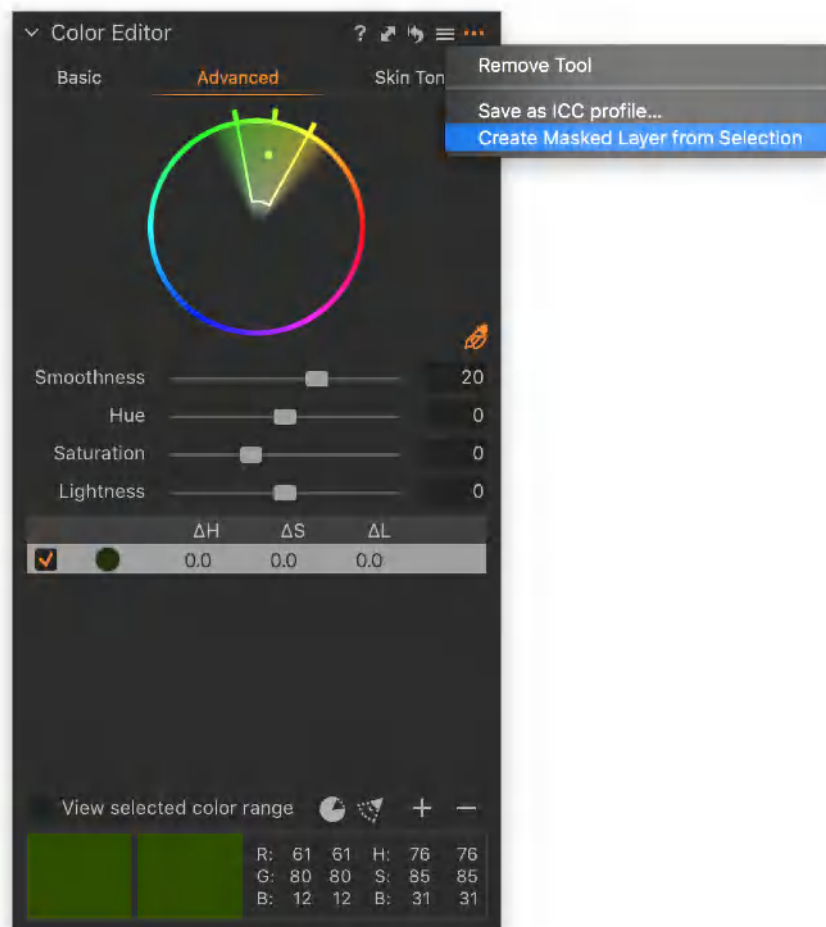 Color Editor ?
Basic Advanced Skin Ton
Remove Tool
Save as ICC profile...
Create Masked Layer from Selection
Smoothness 20
Hue 0
Saturation 0
Lightness 0
ΔH ΔS ΔL
0.0 0.0 0.0
View selected color range + −
R: 61 61 H: 76 76
G: 80 80 S: 85 85
B: 12 12 B: 31 31